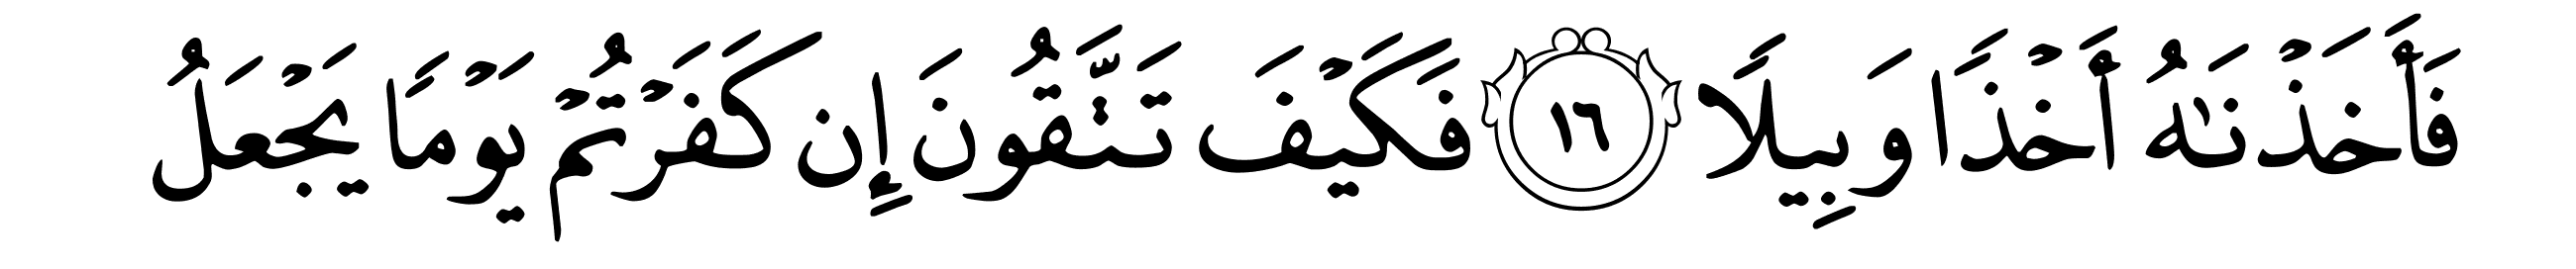 فَأَخَذْنَٰهُ أَخْذًا وَبِيلًا ١٦ فَكَيْفَ تَتَّقُونَ إِن كَفَرْتُمْ يَوْمًا يَجْعَلُ